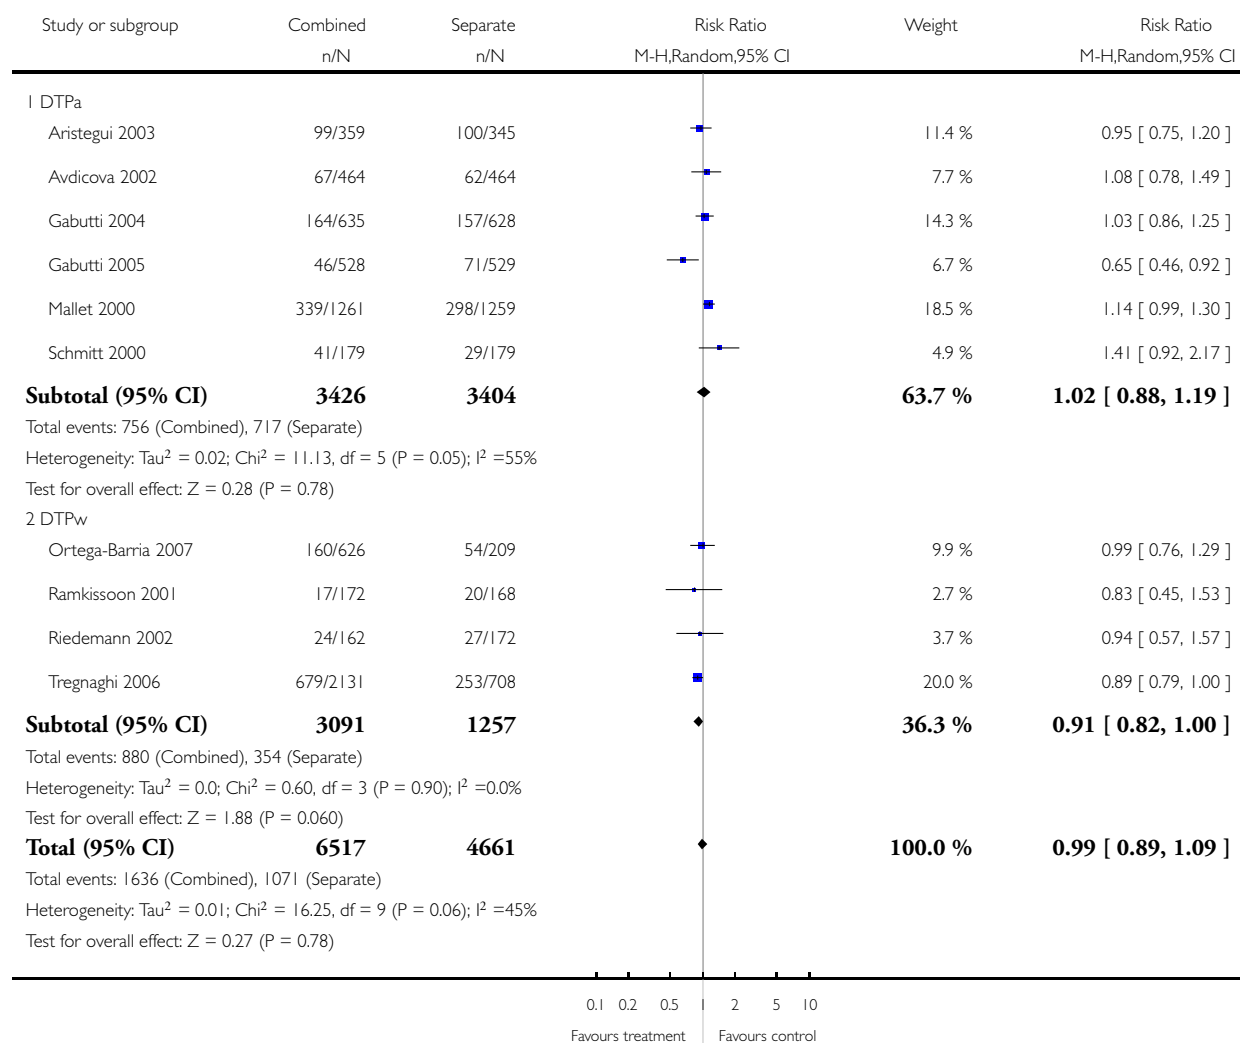 Study or subgroup Combined Separate Risk Ratio Weight Risk Ratio
n/N n/N M-H,Random,95% CI M-H,Random,95% CI
1 DTPa
Aristegui 2003 99/359 100/345 11.4 % 0.95 [ 0.75, 1.20 ]
Avdicova 2002 67/464 62/464 7.7 % 1.08 [ 0.78, 1.49 ]
Gabutti 2004 164/635 157/628 14.3 % 1.03 [ 0.86, 1.25 ]
Gabutti 2005 46/528 71/529 6.7 % 0.65 [ 0.46, 0.92 ]
Mallet 2000 339/1261 298/1259 18.5 % 1.14 [ 0.99, 1.30 ]
Schmitt 2000 41/179 29/179 4.9 % 1.41 [ 0.92, 2.17 ]
Subtotal (95% CI) 3426 3404 63.7 % 1.02 [ 0.88, 1.19 ]
Total events: 756 (Combined), 717 (Separate)
Heterogeneity: Tau² = 0.02; Chi² = 11.13, df = 5 (P = 0.05); I² =55%
Test for overall effect: Z = 0.28 (P = 0.78)
2 DTPw
Ortega-Barria 2007 160/626 54/209 9.9 % 0.99 [ 0.76, 1.29 ]
Ramkissoon 2001 17/172 20/168 2.7 % 0.83 [ 0.45, 1.53 ]
Riedemann 2002 24/162 27/172 3.7 % 0.94 [ 0.57, 1.57 ]
Tregnaghi 2006 679/2131 253/708 20.0 % 0.89 [ 0.79, 1.00 ]
Subtotal (95% CI) 3091 1257 36.3 % 0.91 [ 0.82, 1.00 ]
Total events: 880 (Combined), 354 (Separate)
Heterogeneity: Tau² = 0.0; Chi² = 0.60, df = 3 (P = 0.90); I² =0.0%
Test for overall effect: Z = 1.88 (P = 0.060)
Total (95% CI) 6517 4661 100.0 % 0.99 [ 0.89, 1.09 ]
Total events: 1636 (Combined), 1071 (Separate)
Heterogeneity: Tau² = 0.01; Chi² = 16.25, df = 9 (P = 0.06); I² =45%
Test for overall effect: Z = 0.27 (P = 0.78)
0.1 0.2 0.5 1 2 5 10
Favours treatment Favours control